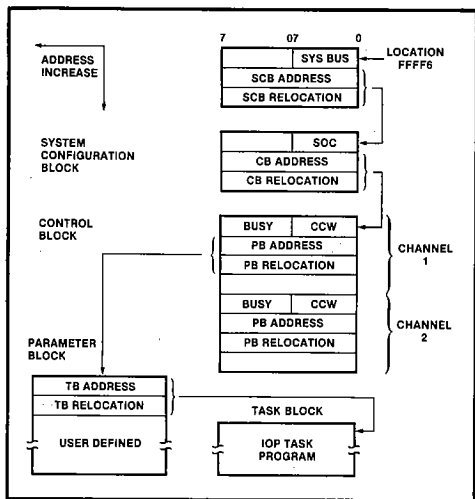 7 07 0
ADDRESS INCREASE
SYS BUS
LOCATION FFFF6
SCB ADDRESS
SCB RELOCATION
SYSTEM CONFIGURATION BLOCK
SOC
CB ADDRESS
CB RELOCATION
CONTROL BLOCK
BUSY CCW
PB ADDRESS
PB RELOCATION
CHANNEL 1
BUSY CCW
PB ADDRESS
PB RELOCATION
CHANNEL 2
PARAMETER BLOCK
TB ADDRESS
TB RELOCATION
USER DEFINED
TASK BLOCK
IOP TASK PROGRAM